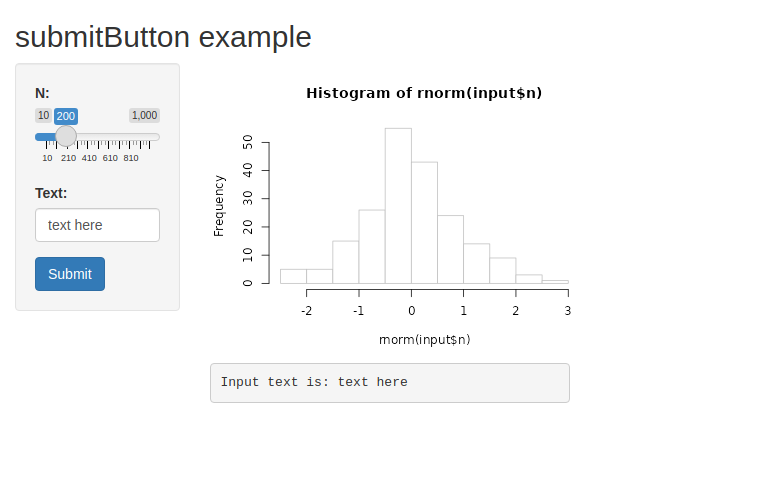 submitButton example
N:
10 200 1,000
10 210 410 610 810
Text:
text here
Submit
Histogram of rnorm(input$n)
Frequency
50
40
30
20
10
0
-2 -1 0 1 2 3
rnorm(input$n)
Input text is: text here